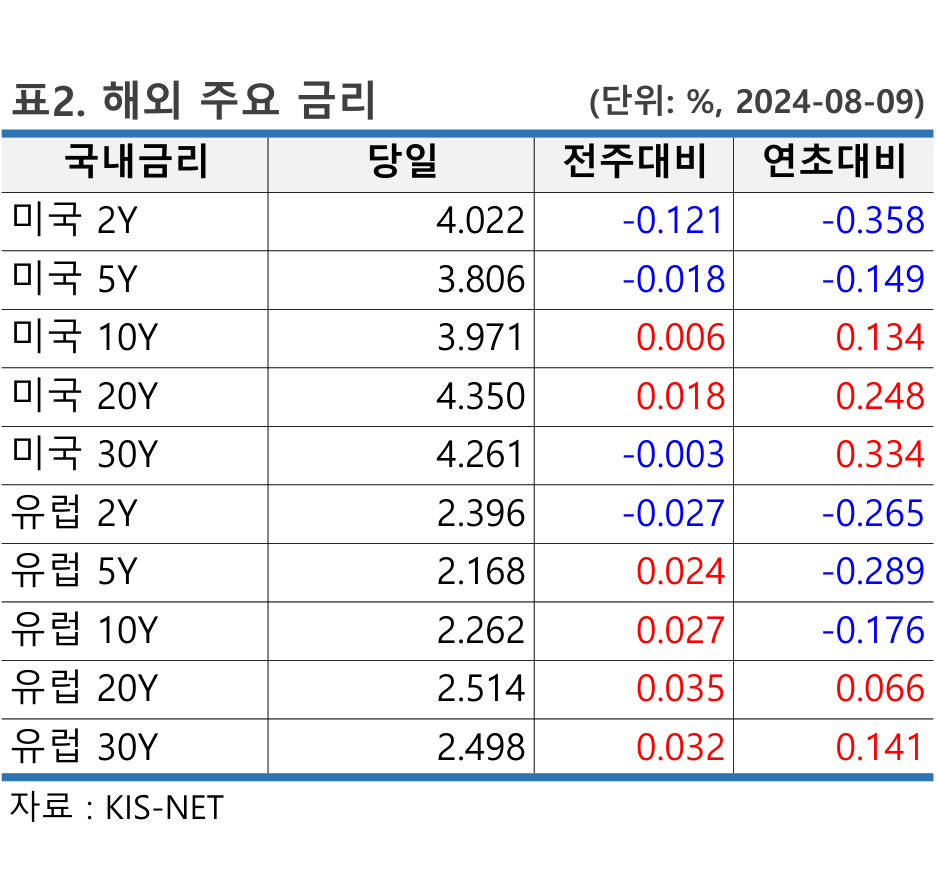 표2. 해외 주요 금리 (단위: %, 2024-08-09)
국내금리 당일 전주대비 연초대비
미국 2Y 4.022 -0.121 -0.358
미국 5Y 3.806 -0.018 -0.149
미국 10Y 3.971 0.006 0.134
미국 20Y 4.350 0.018 0.248
미국 30Y 4.261 -0.003 0.334
유럽 2Y 2.396 -0.027 -0.265
유럽 5Y 2.168 0.024 -0.289
유럽 10Y 2.262 0.027 -0.176
유럽 20Y 2.514 0.035 0.066
유럽 30Y 2.498 0.032 0.141
자료 : KIS-NET